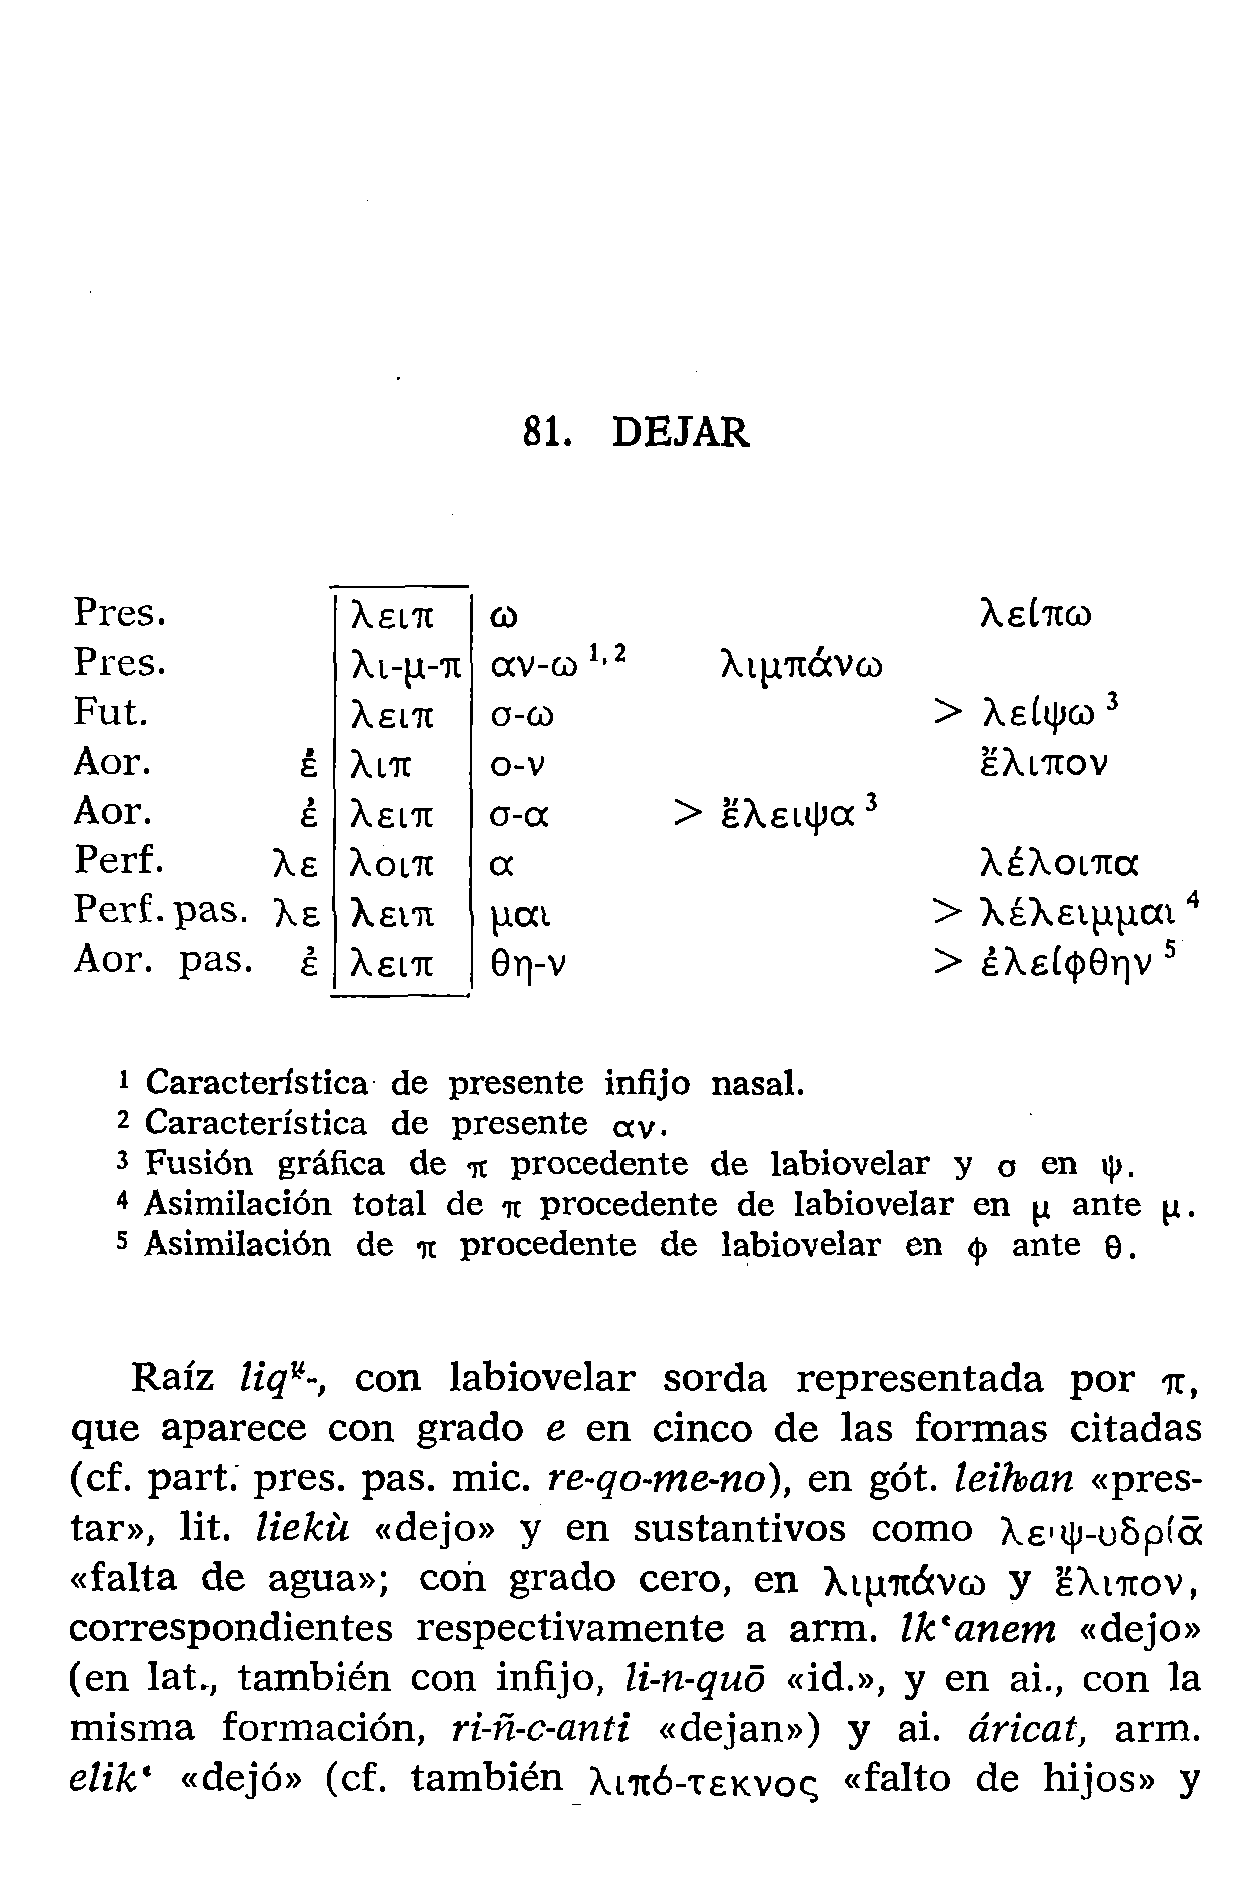 81. DEJAR
Pres. λειπ ω λείπω
Pres. λι-μ-π αν-ω 1,2 λιμπάνω
Fut. λειπ σ-ω > λείψω 3
Aor. ἐ λιπ ο-ν ἔλιπον
Aor. ἐ λειπ σ-α > ἔλειψα 3
Perf. λε λοιπ α λέλοιπα
Perf. pas. λε λειπ μαι > λέλειμμαι 4
Aor. pas. ἐ λειπ θη-ν > ἐλείφθην 5
1 Característica de presente infijo nasal.
2 Característica de presente αν.
3 Fusión gráfica de π procedente de labiovelar y σ en ψ.
4 Asimilación total de π procedente de labiovelar en μ ante μ.
5 Asimilación de π procedente de labiovelar en φ ante θ.
Raíz liqᵘ̯-, con labiovelar sorda representada por π,
que aparece con grado e en cinco de las formas citadas
(cf. part. pres. pas. mic. re-qo-me-no), en gót. leiƕan «pres-
tar», lit. liekù «dejo» y en sustantivos como λειψ-υδρίᾱ
«falta de agua»; con grado cero, en λιμπάνω y ἔλιπον,
correspondientes respectivamente a arm. lkʻanem «dejo»
(en lat., también con infijo, li-n-quō «id.», y en ai., con la
misma formación, ri-ñ-c-anti «dejan») y ai. áricat, arm.
elikʻ «dejó» (cf. también λιπό-τεκνος «falto de hijos» y